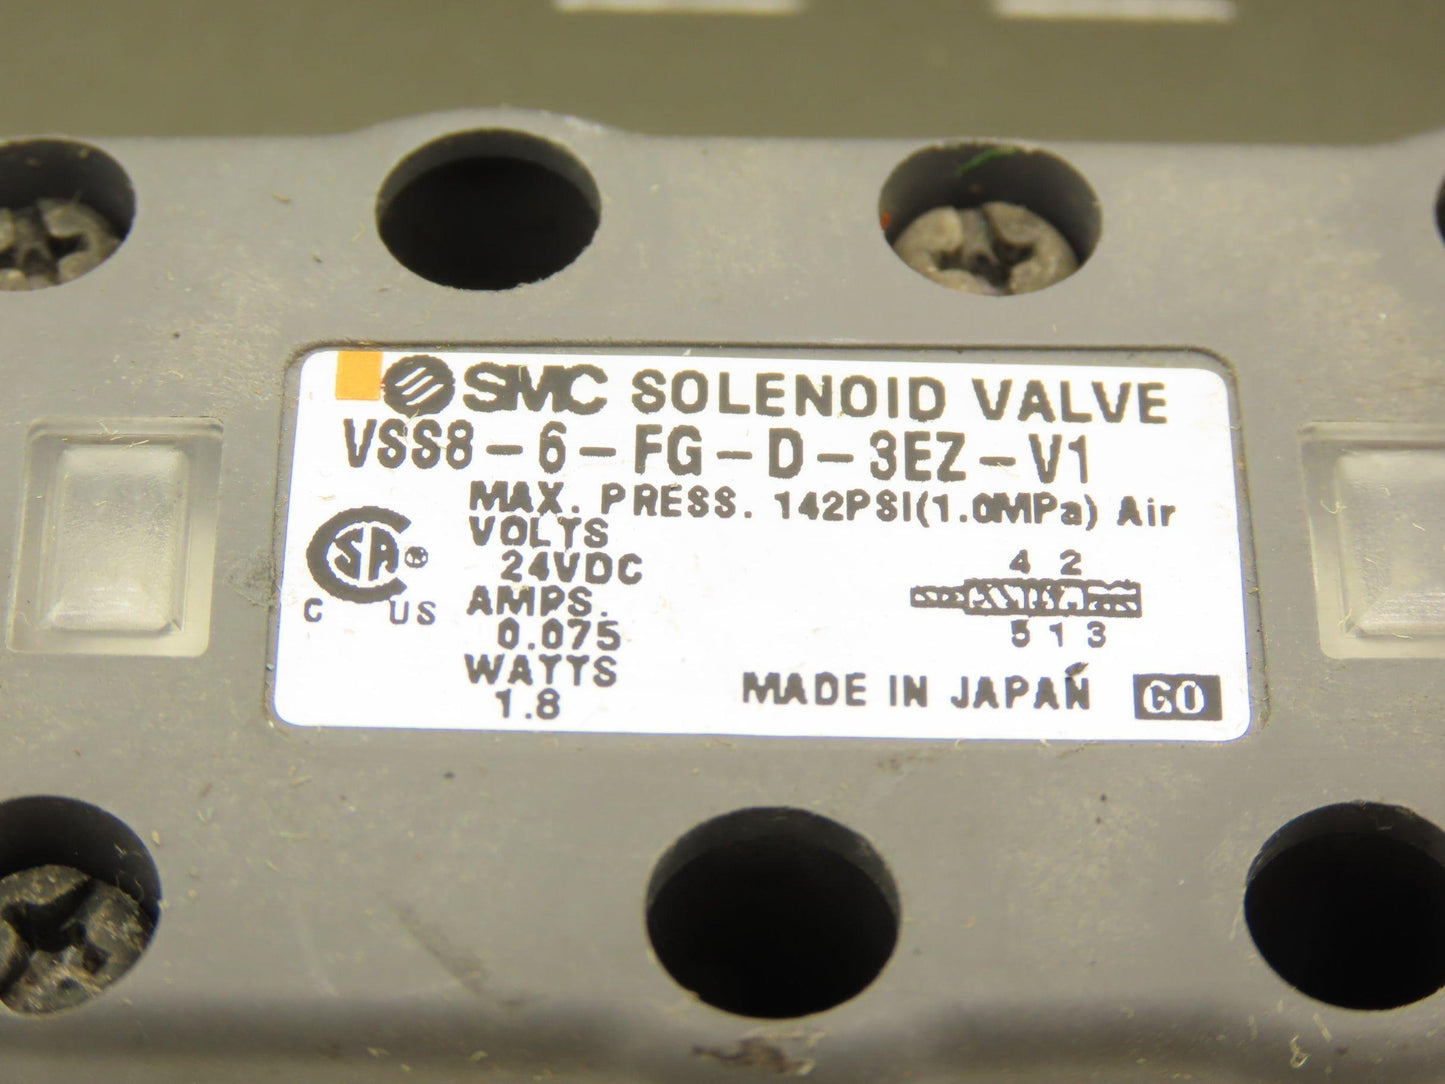 SMC SOLENOID VALVE
VSS8-6-FG-D-3EZ-V1
MAX. PRESS. 142PSI(1.0MPa) Air
VOLTS
24VDC
AMPS.
0.075
WATTS
1.8
SA
C US
4 2
5 1 3
MADE IN JAPAN GO